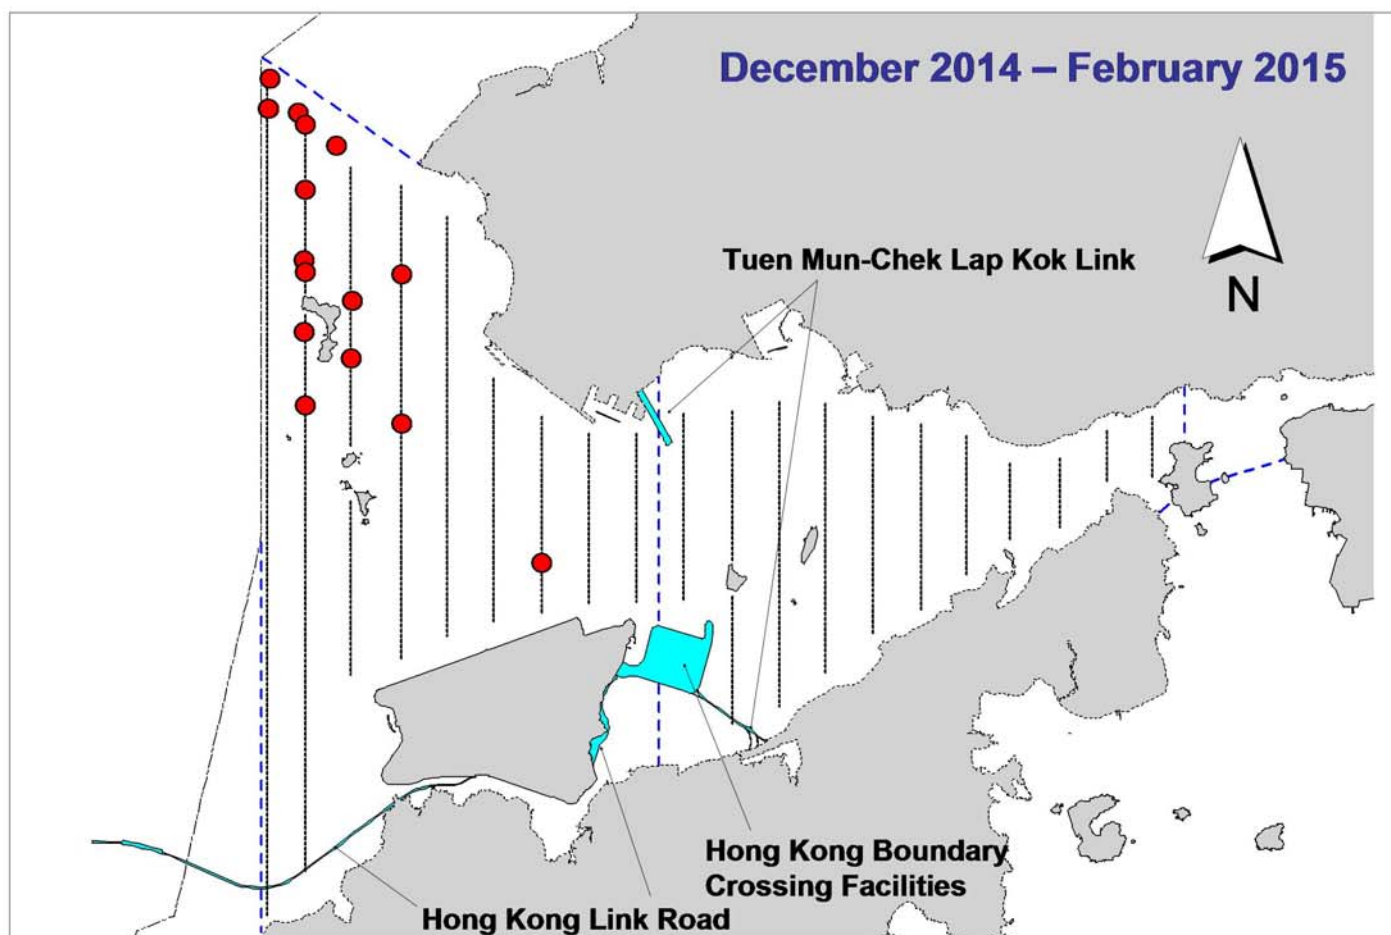 December 2014 – February 2015
Tuen Mun-Chek Lap Kok Link
N
Hong Kong Boundary
Crossing Facilities
Hong Kong Link Road